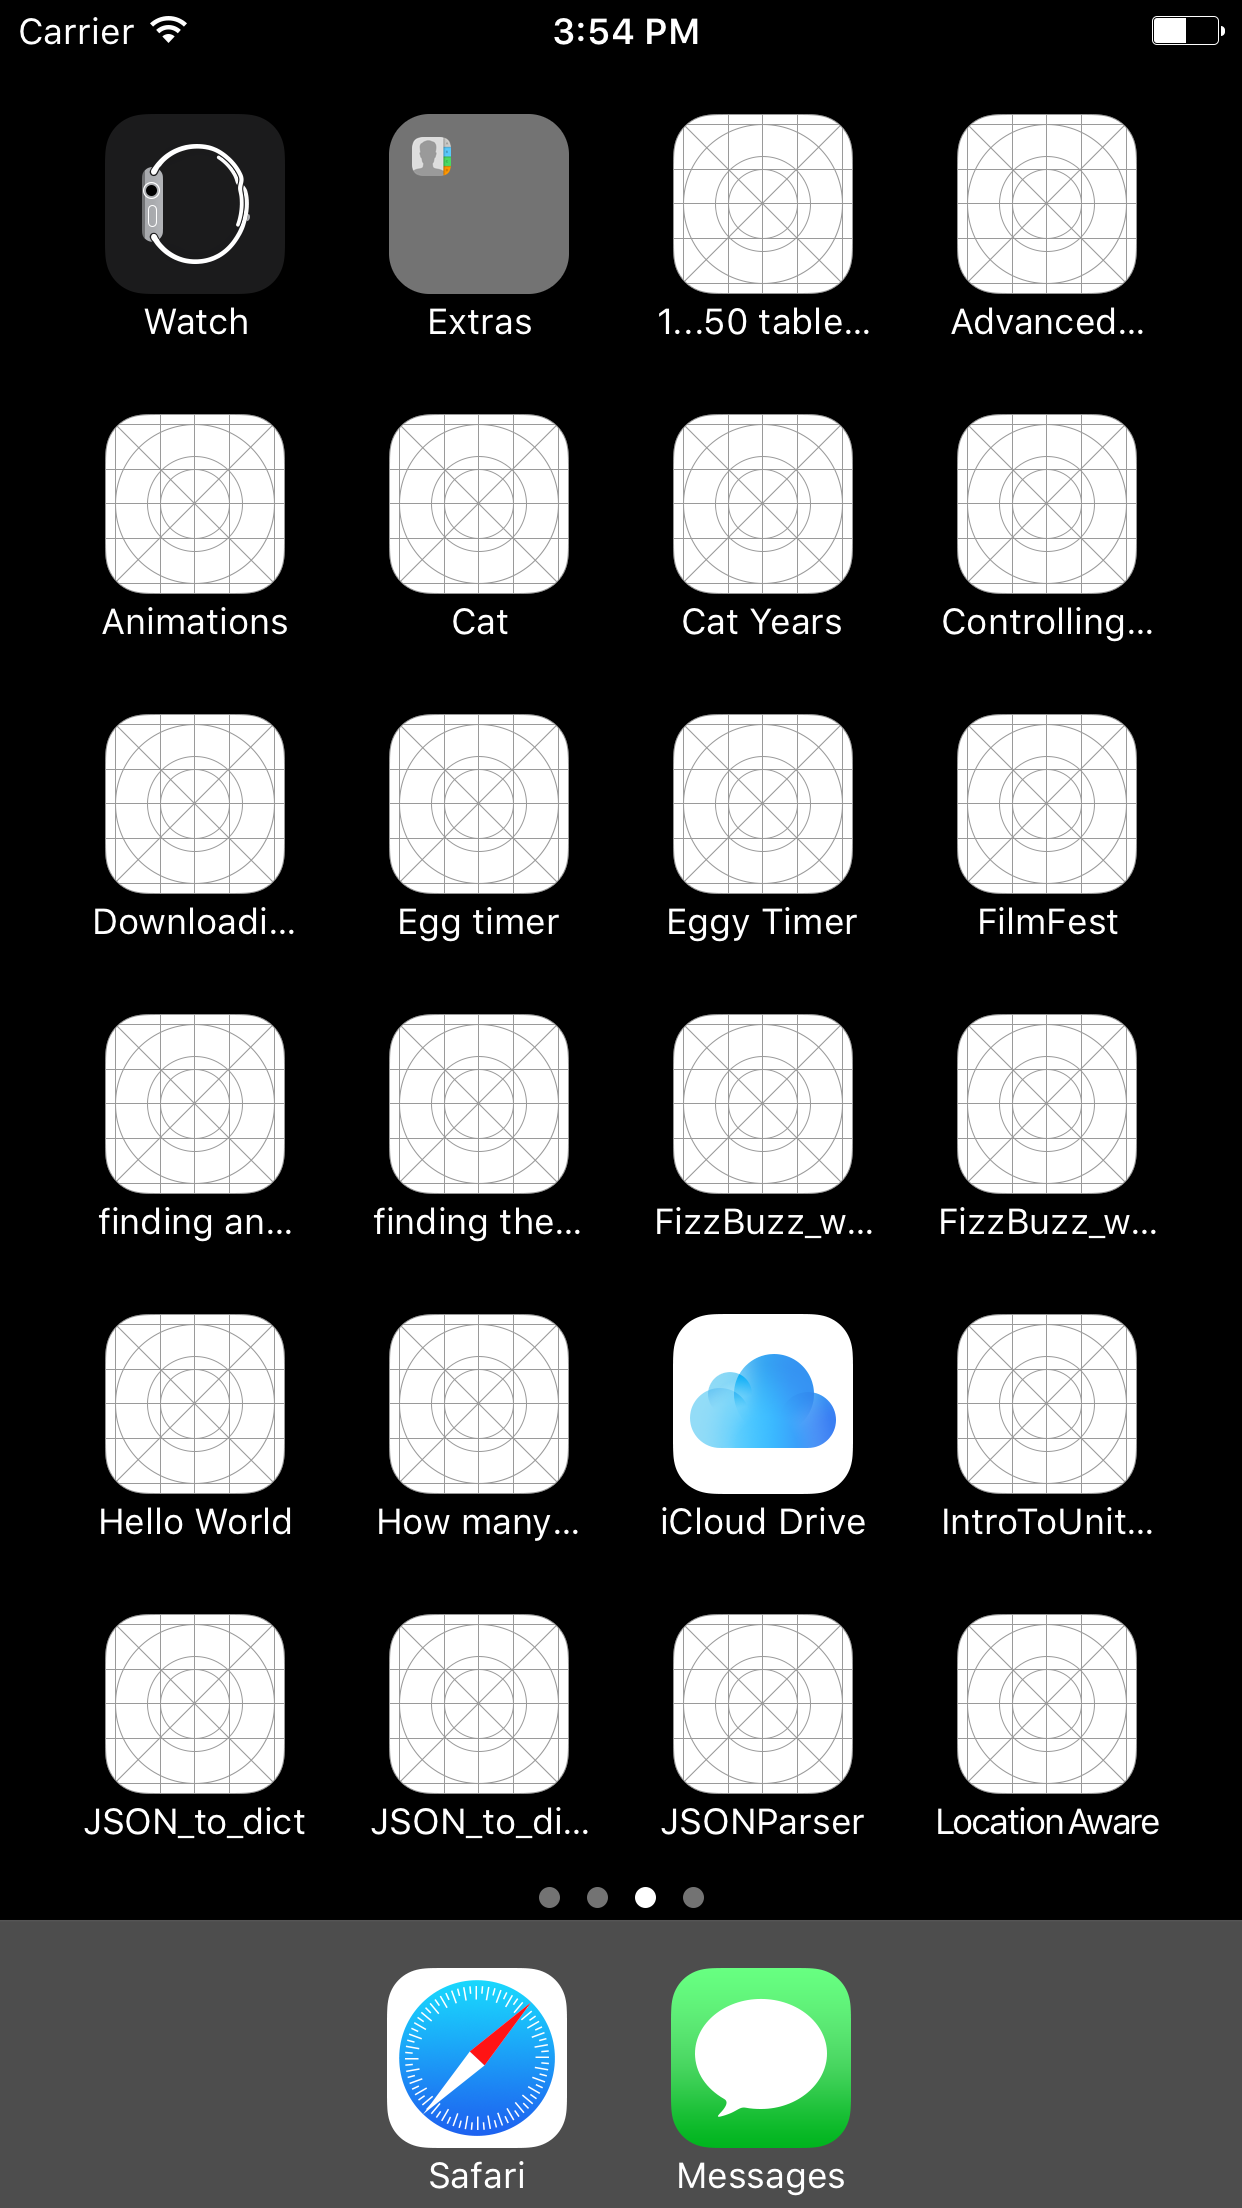 Carrier 3:54 PM
Watch Extras 1...50 table... Advanced...
Animations Cat Cat Years Controlling...
Downloadi... Egg timer Eggy Timer FilmFest
finding an... finding the... FizzBuzz_w... FizzBuzz_w...
Hello World How many... iCloud Drive IntroToUnit...
JSON_to_dict JSON_to_di... JSONParser Location Aware
Safari Messages